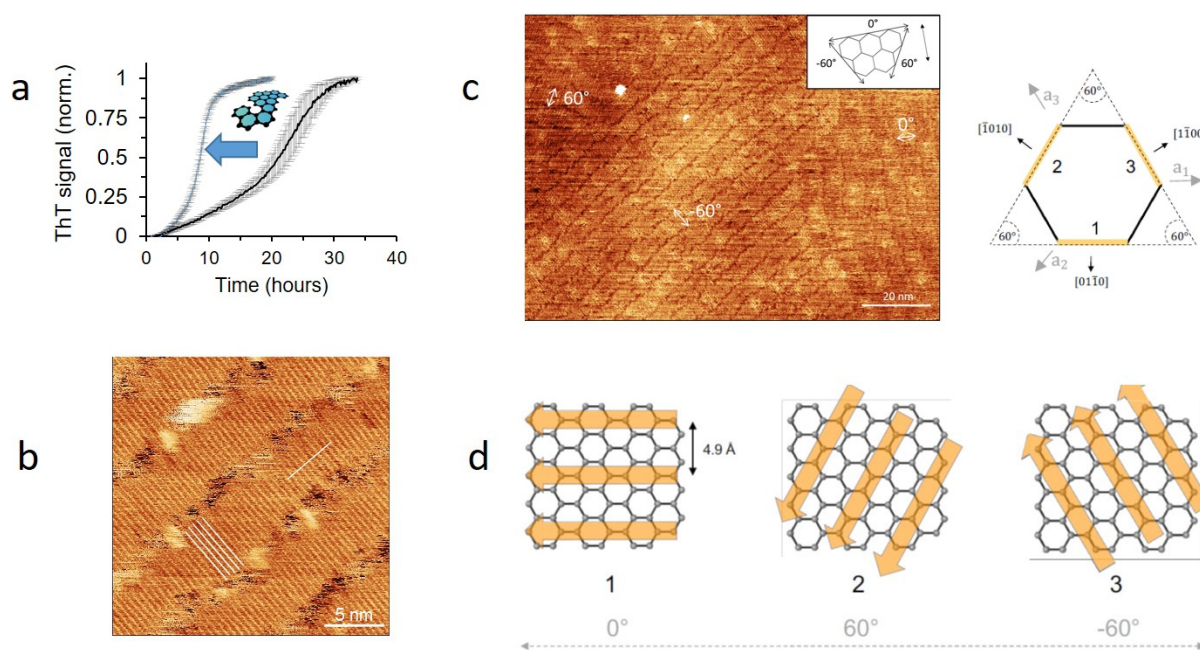 a
ThT signal (norm.)
1
0.75
0.5
0.25
0
0 10 20 30 40
Time (hours)
b
5 nm
c
60°
0°
-60°
20 nm
0°
-60° 60°
60°
a₃
[1̅010] [11̅00]
2 3
a₁
1
60° 60°
a₂
[011̅0]
d
4.9 Å
1 2 3
0° 60° -60°